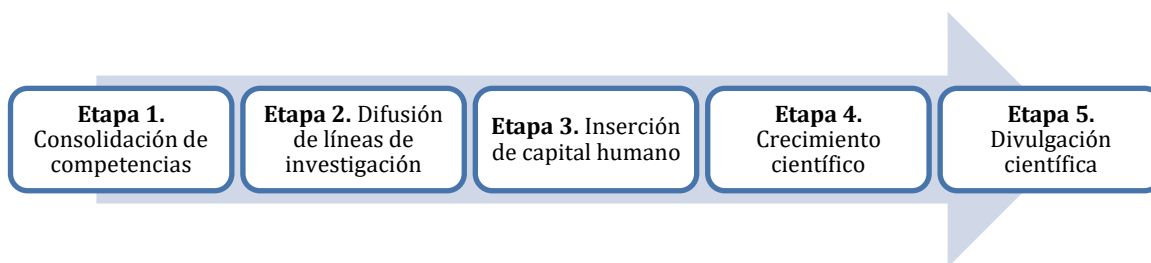 Etapa 1.
Consolidación de
competencias
Etapa 2. Difusión
de líneas de
investigación
Etapa 3. Inserción
de capital humano
Etapa 4.
Crecimiento
científico
Etapa 5.
Divulgación
científica